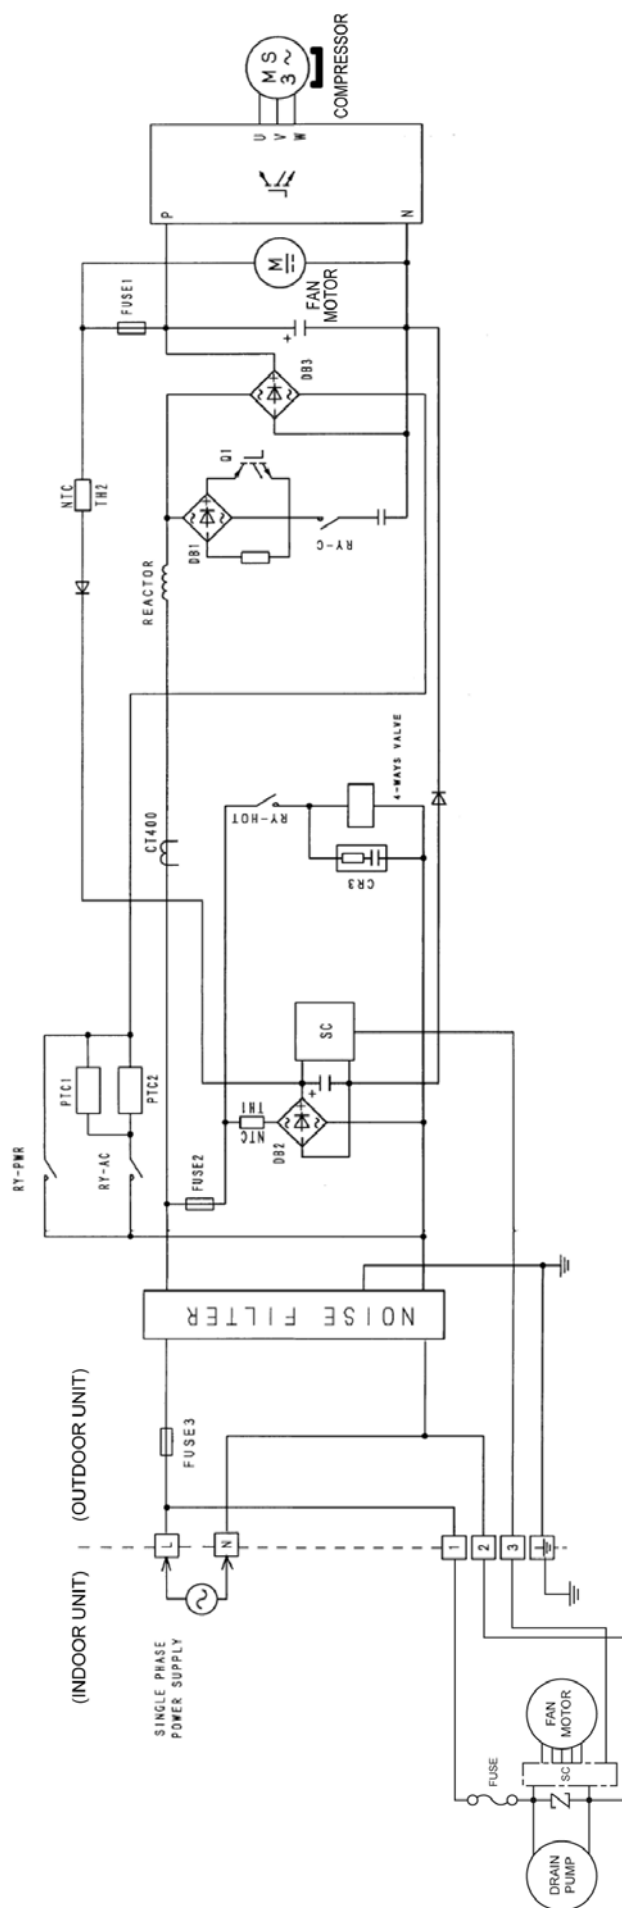 M S
3 ~
COMPRESSOR
U
V
W
P
N
M
FAN
MOTOR
FUSE1
+
DB3
NTC
TH2
Q1
DB1
RY-C
REACTOR
4-WAYS VALVE
RY-HOT
CR3
CT400
SC
+
NTC
TH1
DB2
PTC1
PTC2
RY-PWR
RY-AC
FUSE2
NOISE FILTER
(OUTDOOR UNIT)
FUSE3
L
N
1
2
3
(INDOOR UNIT)
SINGLE PHASE
POWER SUPPLY
FUSE
FAN
MOTOR
SC
DRAIN
PUMP